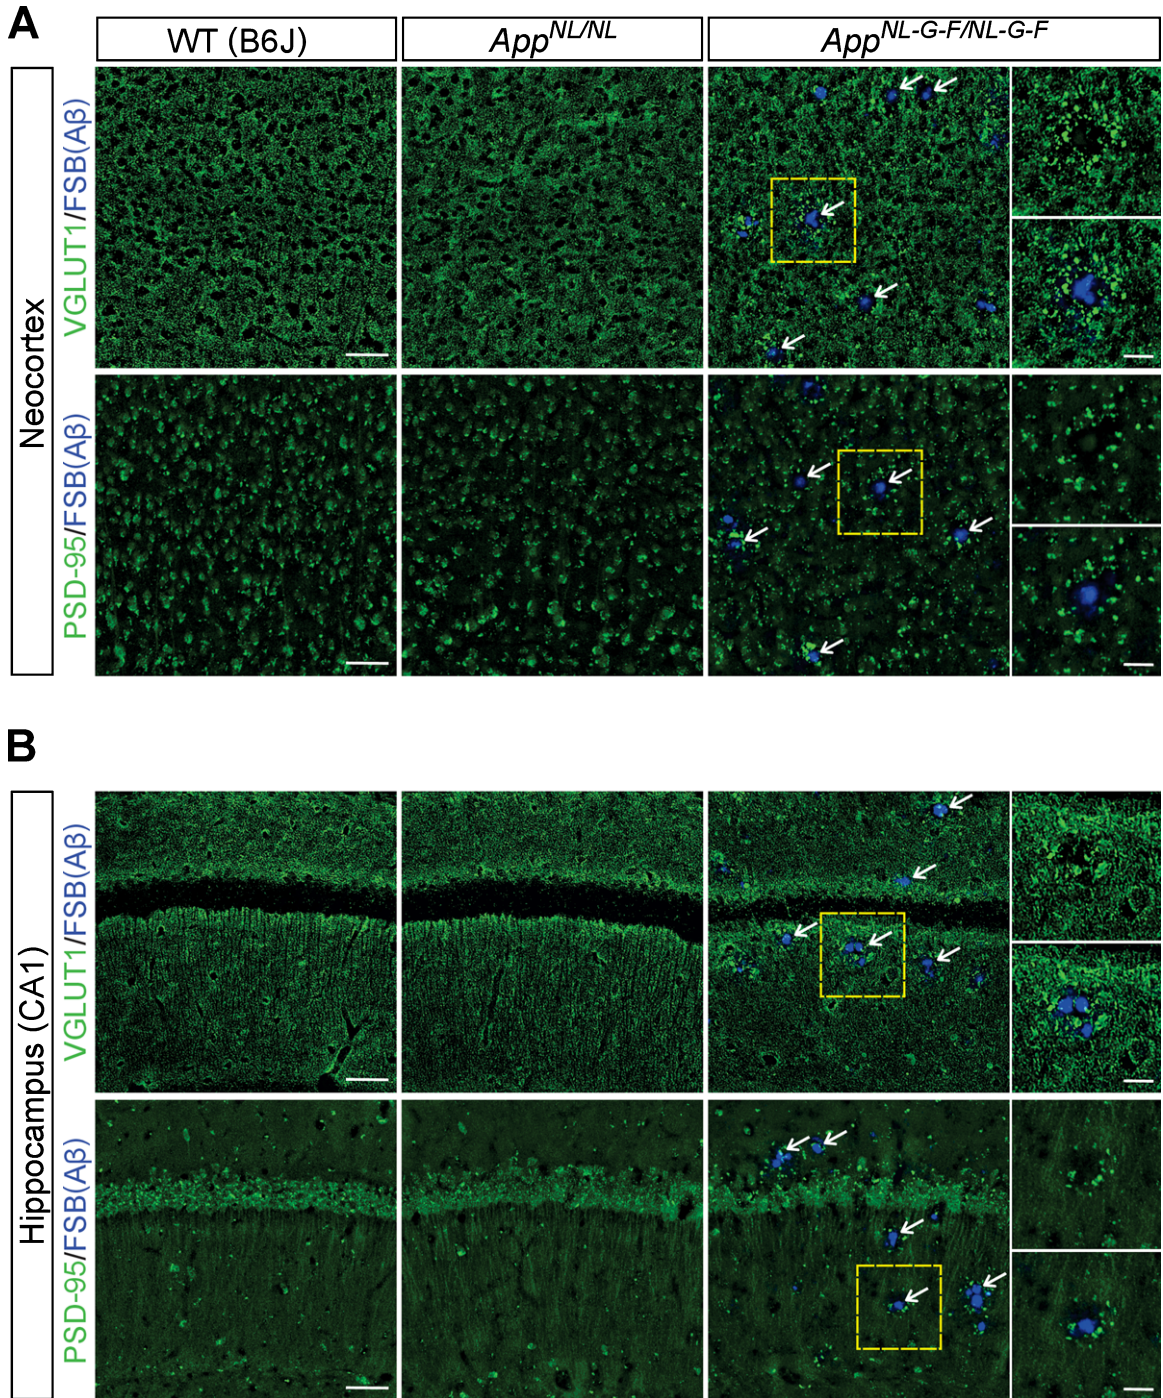 A
WT (B6J)
App^NL/NL
App^NL-G-F/NL-G-F
Neocortex
VGLUT1/FSB(Aβ)
PSD-95/FSB(Aβ)
B
Hippocampus (CA1)
VGLUT1/FSB(Aβ)
PSD-95/FSB(Aβ)